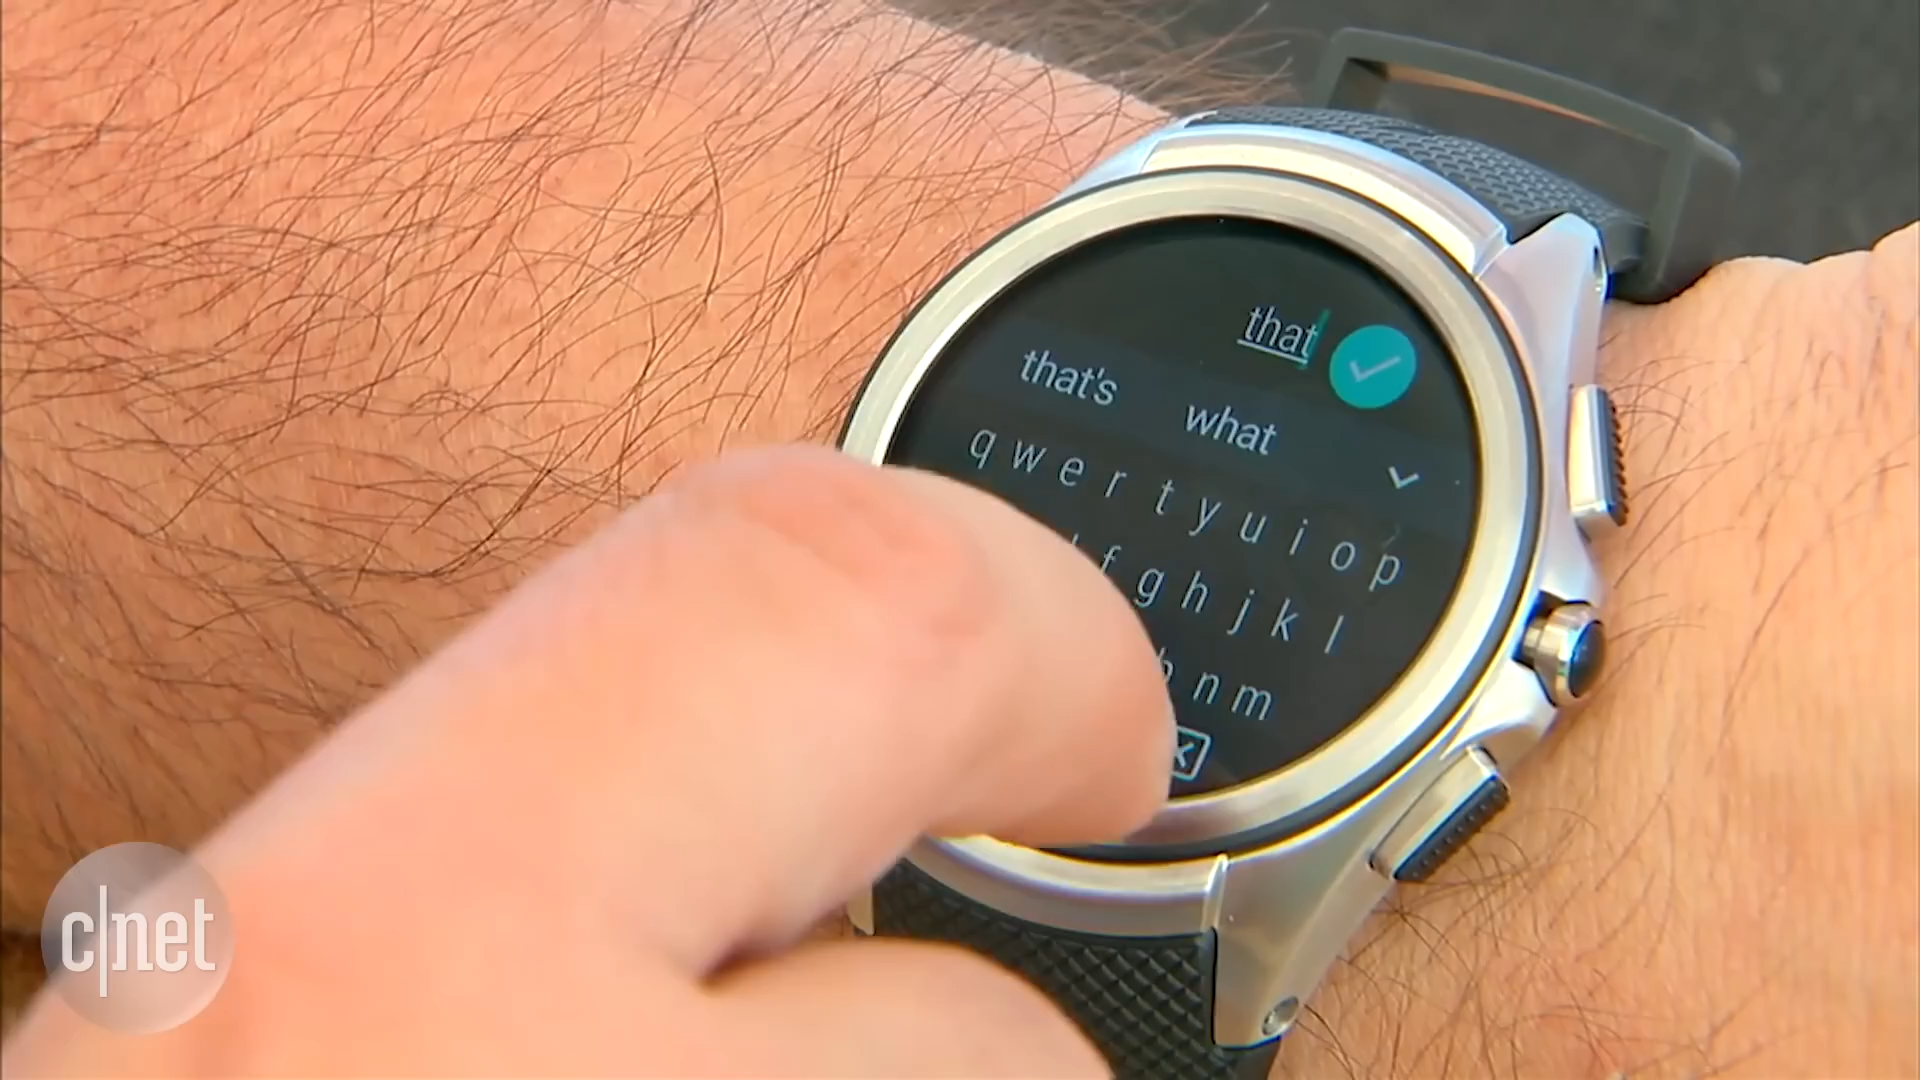 that
that's what
q w e r t y u i o p
f g h j k l
b n m
c|net